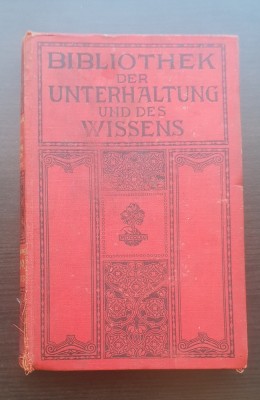 BIBLIOTHEK
DER
UNTERHALTUNG
UND DES
WISSENS